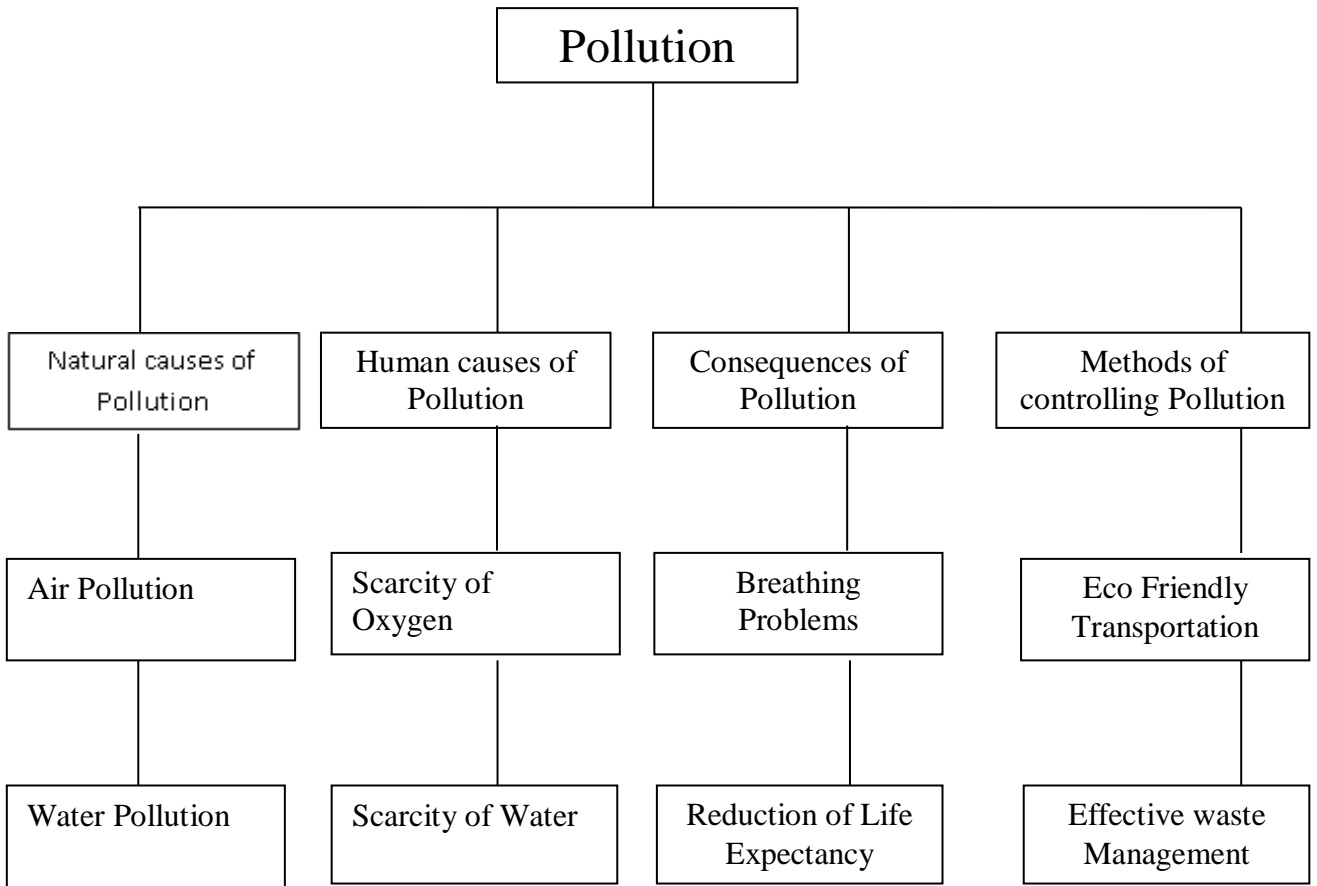 Pollution
Natural causes of
Pollution
Human causes of
Pollution
Consequences of
Pollution
Methods of
controlling Pollution
Air Pollution
Scarcity of
Oxygen
Breathing
Problems
Eco Friendly
Transportation
Water Pollution
Scarcity of Water
Reduction of Life
Expectancy
Effective waste
Management